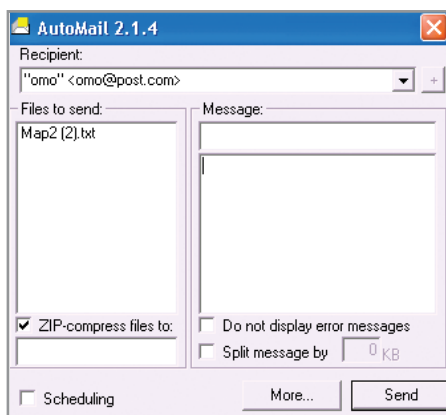 AutoMail 2.1.4
Recipient:
"omo" <omo@post.com>
+
Files to send:
Map2 (2).txt
ZIP-compress files to:
Message:
Do not display error messages
Split message by 0 KB
Scheduling
More...
Send